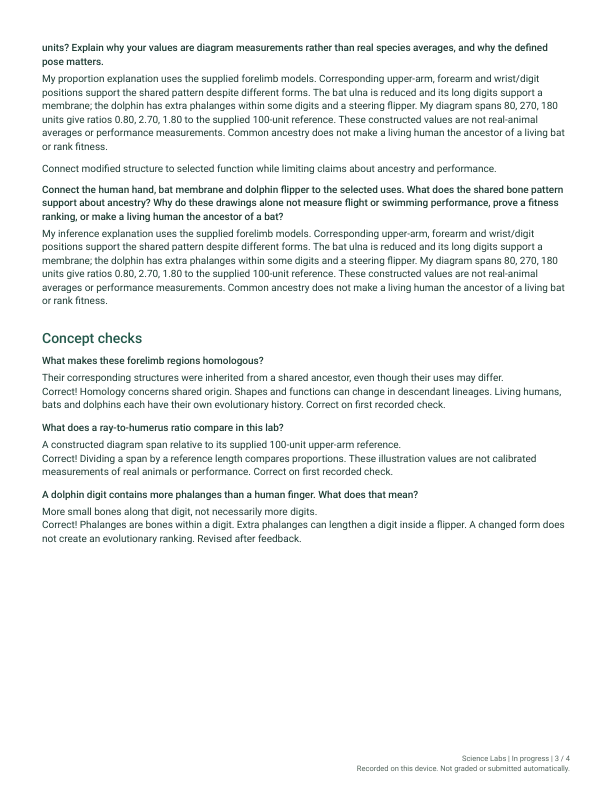 units? Explain why your values are diagram measurements rather than real species averages, and why the defined
pose matters.
My proportion explanation uses the supplied forelimb models. Corresponding upper-arm, forearm and wrist/digit
positions support the shared pattern despite different forms. The bat ulna is reduced and its long digits support a
membrane; the dolphin has extra phalanges within some digits and a steering flipper. My diagram spans 80, 270, 180
units give ratios 0.80, 2.70, 1.80 to the supplied 100-unit reference. These constructed values are not real-animal
averages or performance measurements. Common ancestry does not make a living human the ancestor of a living bat
or rank fitness.
Connect modified structure to selected function while limiting claims about ancestry and performance.
Connect the human hand, bat membrane and dolphin flipper to the selected uses. What does the shared bone pattern
support about ancestry? Why do these drawings alone not measure flight or swimming performance, prove a fitness
ranking, or make a living human the ancestor of a bat?
My inference explanation uses the supplied forelimb models. Corresponding upper-arm, forearm and wrist/digit
positions support the shared pattern despite different forms. The bat ulna is reduced and its long digits support a
membrane; the dolphin has extra phalanges within some digits and a steering flipper. My diagram spans 80, 270, 180
units give ratios 0.80, 2.70, 1.80 to the supplied 100-unit reference. These constructed values are not real-animal
averages or performance measurements. Common ancestry does not make a living human the ancestor of a living bat
or rank fitness.
Concept checks
What makes these forelimb regions homologous?
Their corresponding structures were inherited from a shared ancestor, even though their uses may differ.
Correct! Homology concerns shared origin. Shapes and functions can change in descendant lineages. Living humans,
bats and dolphins each have their own evolutionary history. Correct on first recorded check.
What does a ray-to-humerus ratio compare in this lab?
A constructed diagram span relative to its supplied 100-unit upper-arm reference.
Correct! Dividing a span by a reference length compares proportions. These illustration values are not calibrated
measurements of real animals or performance. Correct on first recorded check.
A dolphin digit contains more phalanges than a human finger. What does that mean?
More small bones along that digit, not necessarily more digits.
Correct! Phalanges are bones within a digit. Extra phalanges can lengthen a digit inside a flipper. A changed form does
not create an evolutionary ranking. Revised after feedback.
Science Labs | In progress | 3 / 4
Recorded on this device. Not graded or submitted automatically.